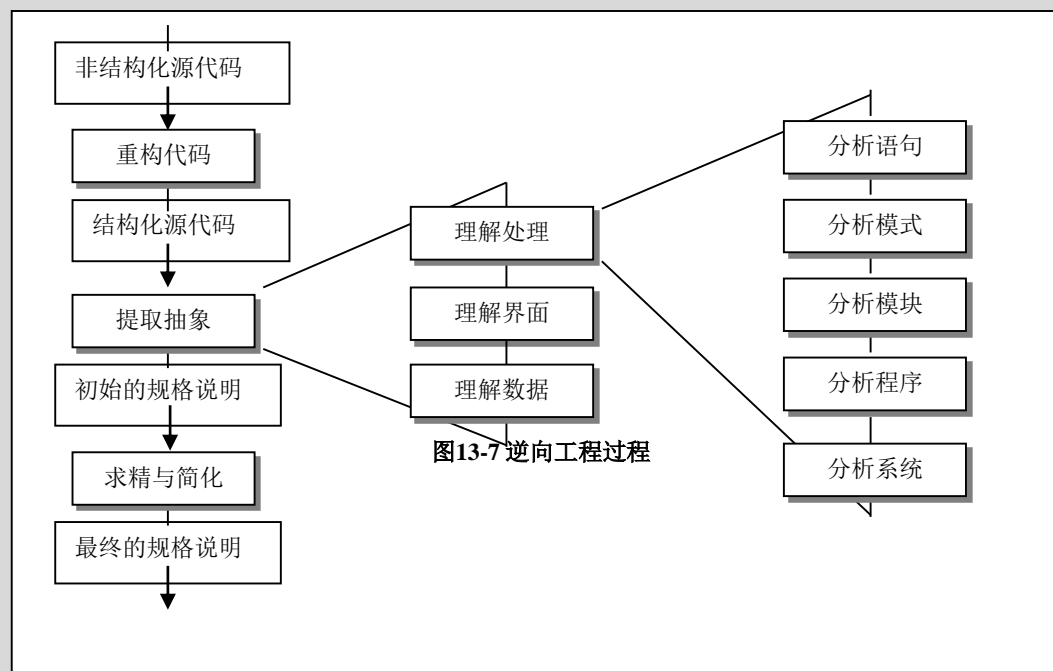 非结构化源代码
重构代码
结构化源代码
提取抽象
初始的规格说明
求精与简化
最终的规格说明
理解处理
理解界面
理解数据
分析语句
分析模式
分析模块
分析程序
分析系统
图13-7 逆向工程过程